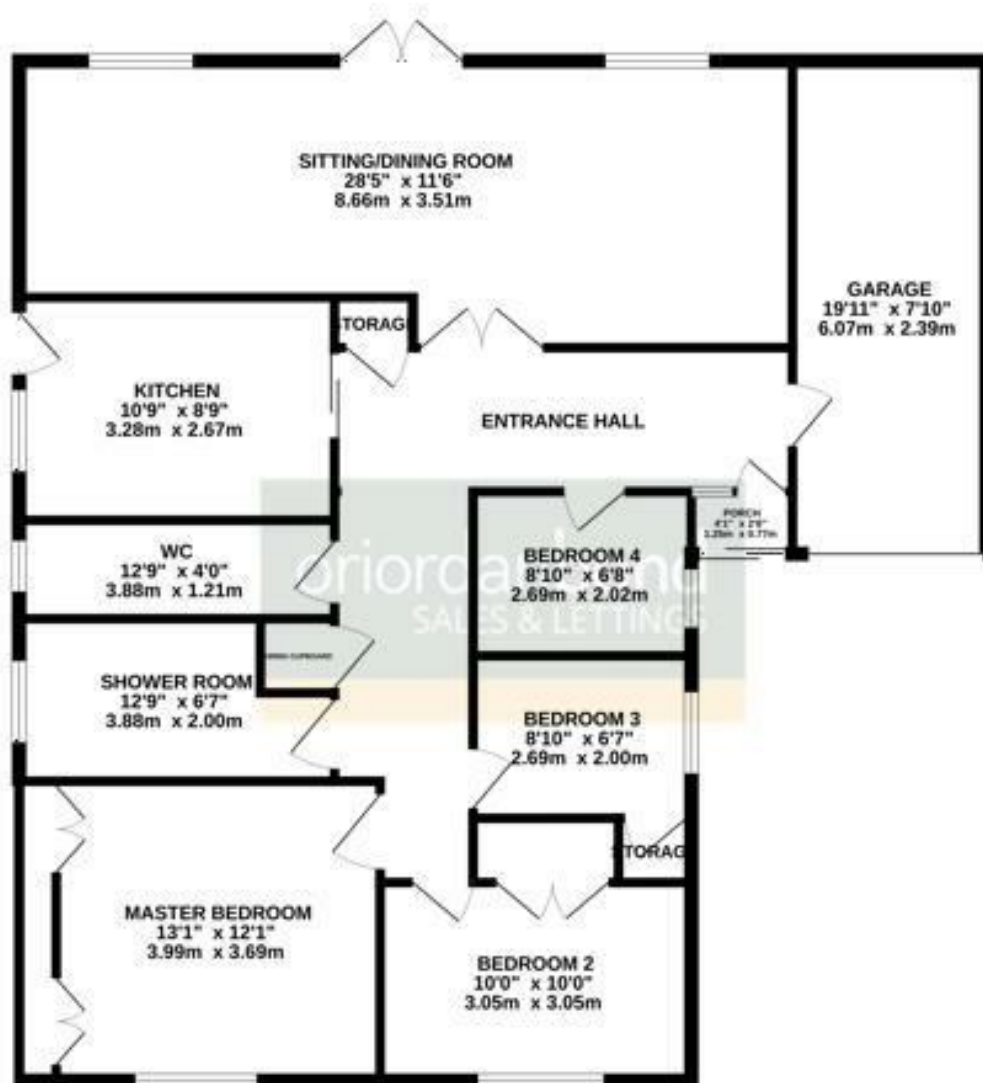 SITTING/DINING ROOM
28'5" x 11'6"
8.66m x 3.51m
GARAGE
19'11" x 7'10"
6.07m x 2.39m
STORAGE
KITCHEN
10'9" x 8'9"
3.28m x 2.67m
ENTRANCE HALL
PORCH
WC
12'9" x 4'0"
3.88m x 1.21m
BEDROOM 4
8'10" x 6'8"
2.69m x 2.02m
SALES & LETTINGS
CUPBOARD
SHOWER ROOM
12'9" x 6'7"
3.88m x 2.00m
BEDROOM 3
8'10" x 6'7"
2.69m x 2.00m
STORAG
MASTER BEDROOM
13'1" x 12'1"
3.99m x 3.69m
BEDROOM 2
10'0" x 10'0"
3.05m x 3.05m